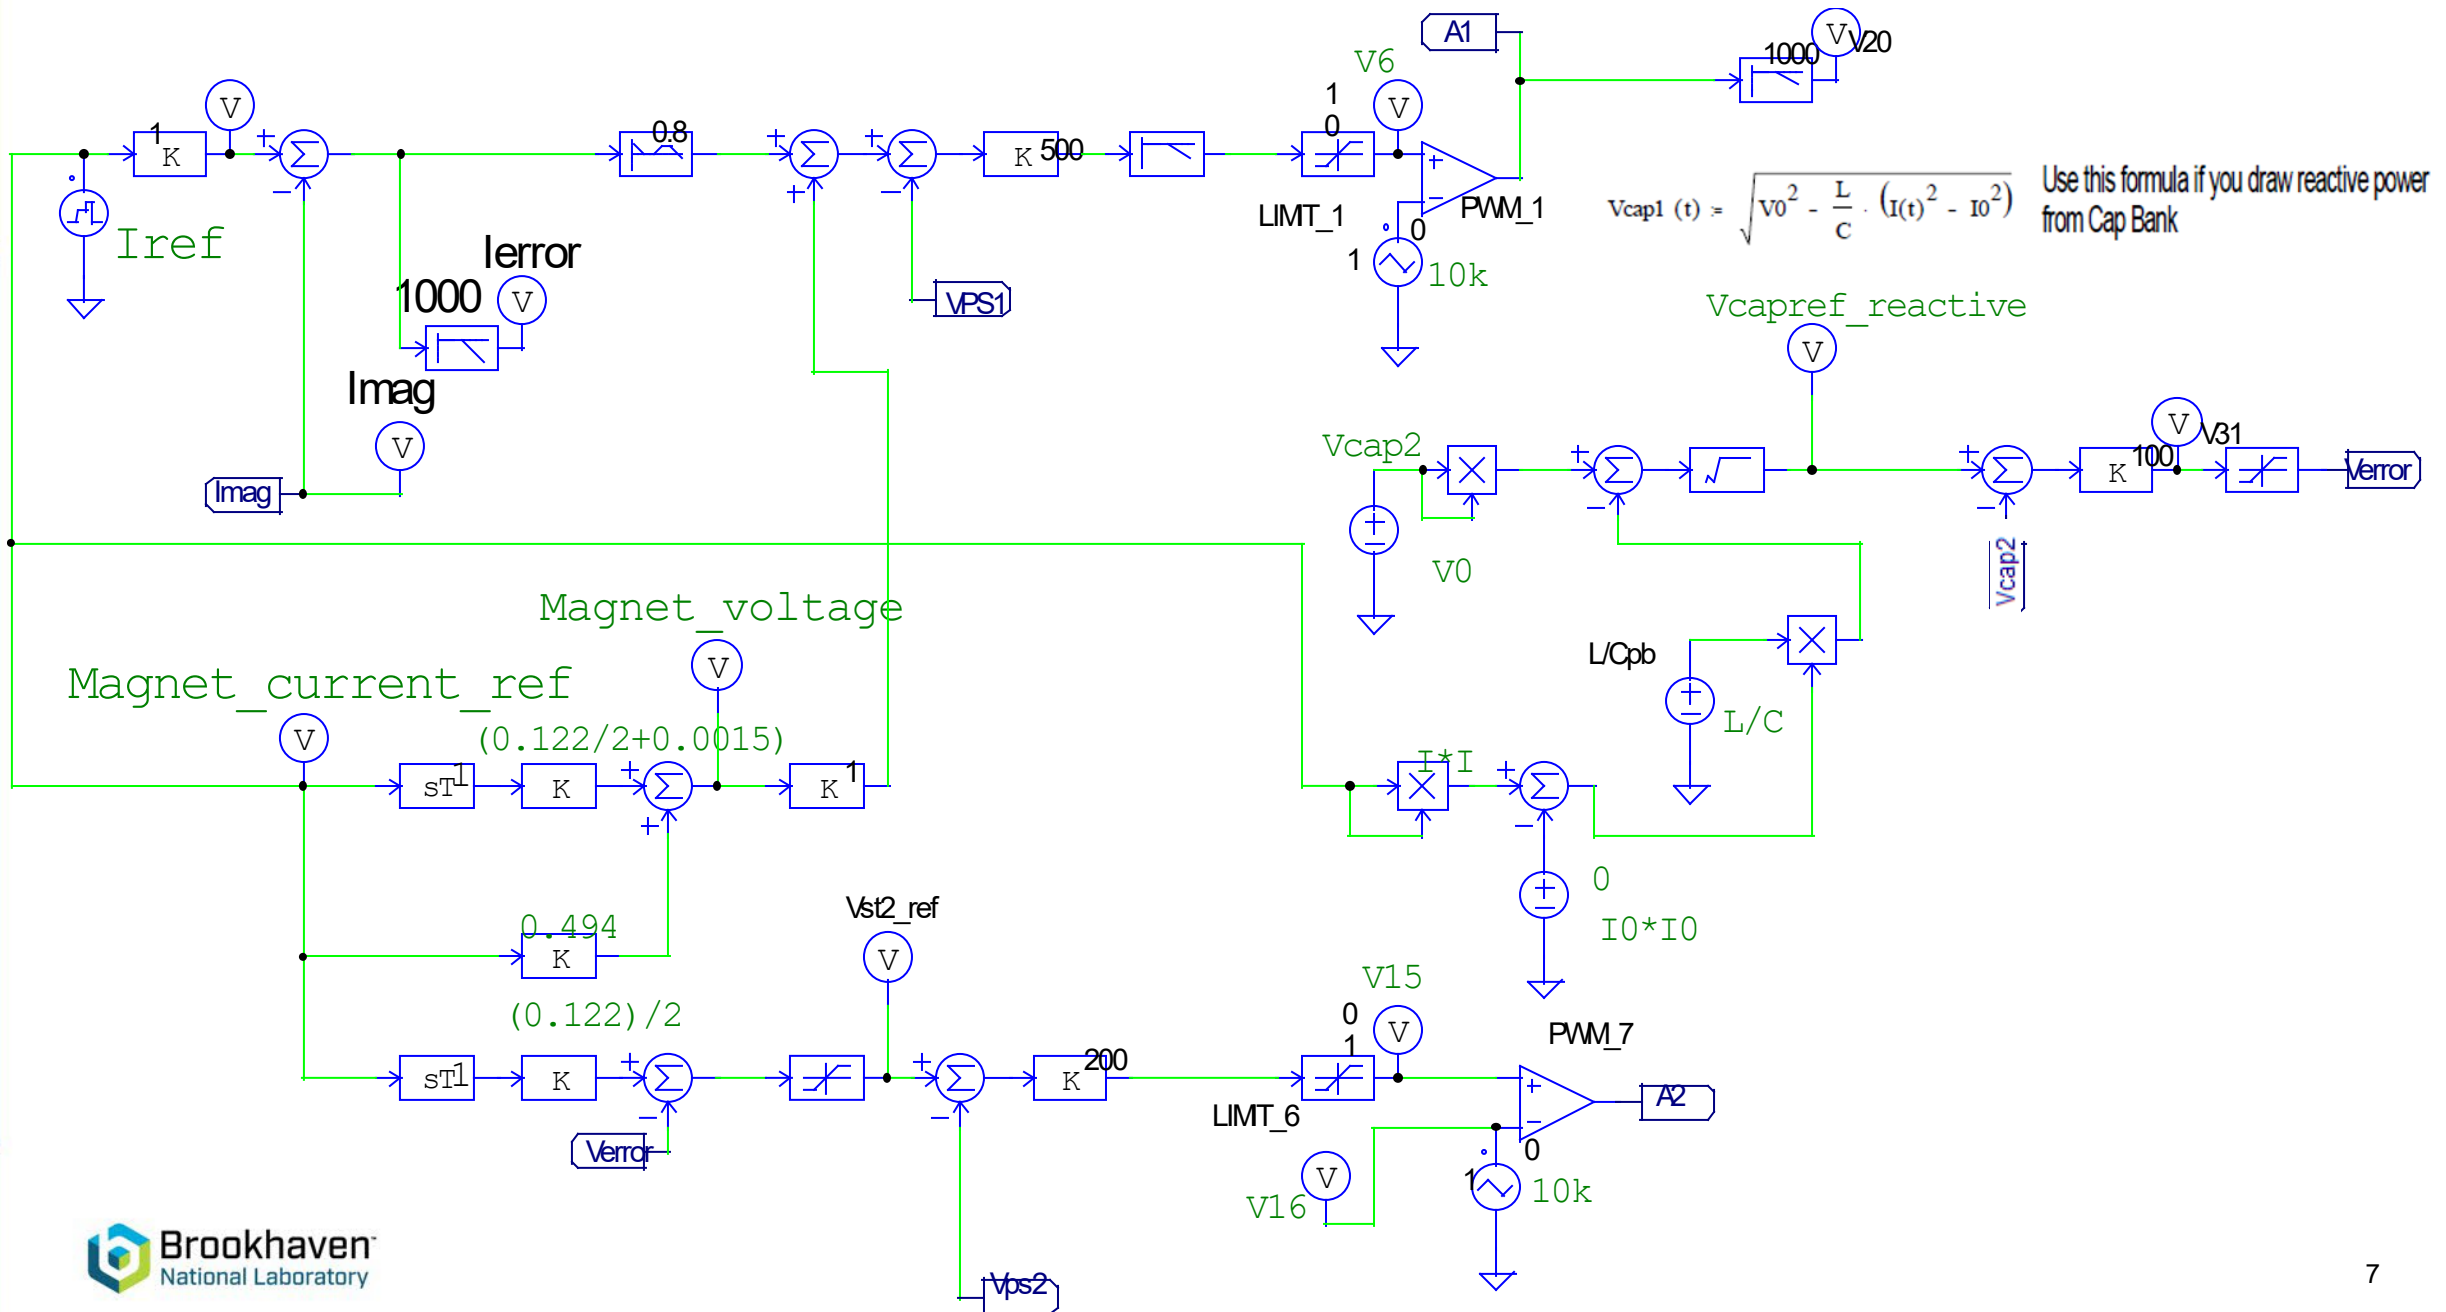 A1
1000
V
V20
V6
1
0
V
1
K
V
+
Σ
−
0.8
+
Σ
+
+
Σ
−
K
500
LIMIT_1
+
−
PWM_1
0
1
10k
Iref
Ierror
1000
V
VPS1
Vcap1 (t) := √(V0² - L/C · (I(t)² - I0²))
Use this formula if you draw reactive power
from Cap Bank
Imag
V
Imag
Vcapref_reactive
V
Vcap2
×
+
Σ
−
√
+
Σ
−
K
100
V
V31
Verror
+
−
V0
Vcap2
Magnet_voltage
V
Magnet_current_ref
V
(0.122/2+0.0015)
sT
1
K
+
Σ
+
K
1
L/Cpb
×
+
−
L/C
I*I
×
+
Σ
−
0.494
K
+
−
0
I0*I0
(0.122)/2
Vst2_ref
V
sT
1
K
+
Σ
−
+
Σ
−
K
200
V15
0
1
V
LIMIT_6
PWM_7
+
−
0
1
10k
A2
Verror
V
V16
Vps2
Brookhaven™
National Laboratory
7